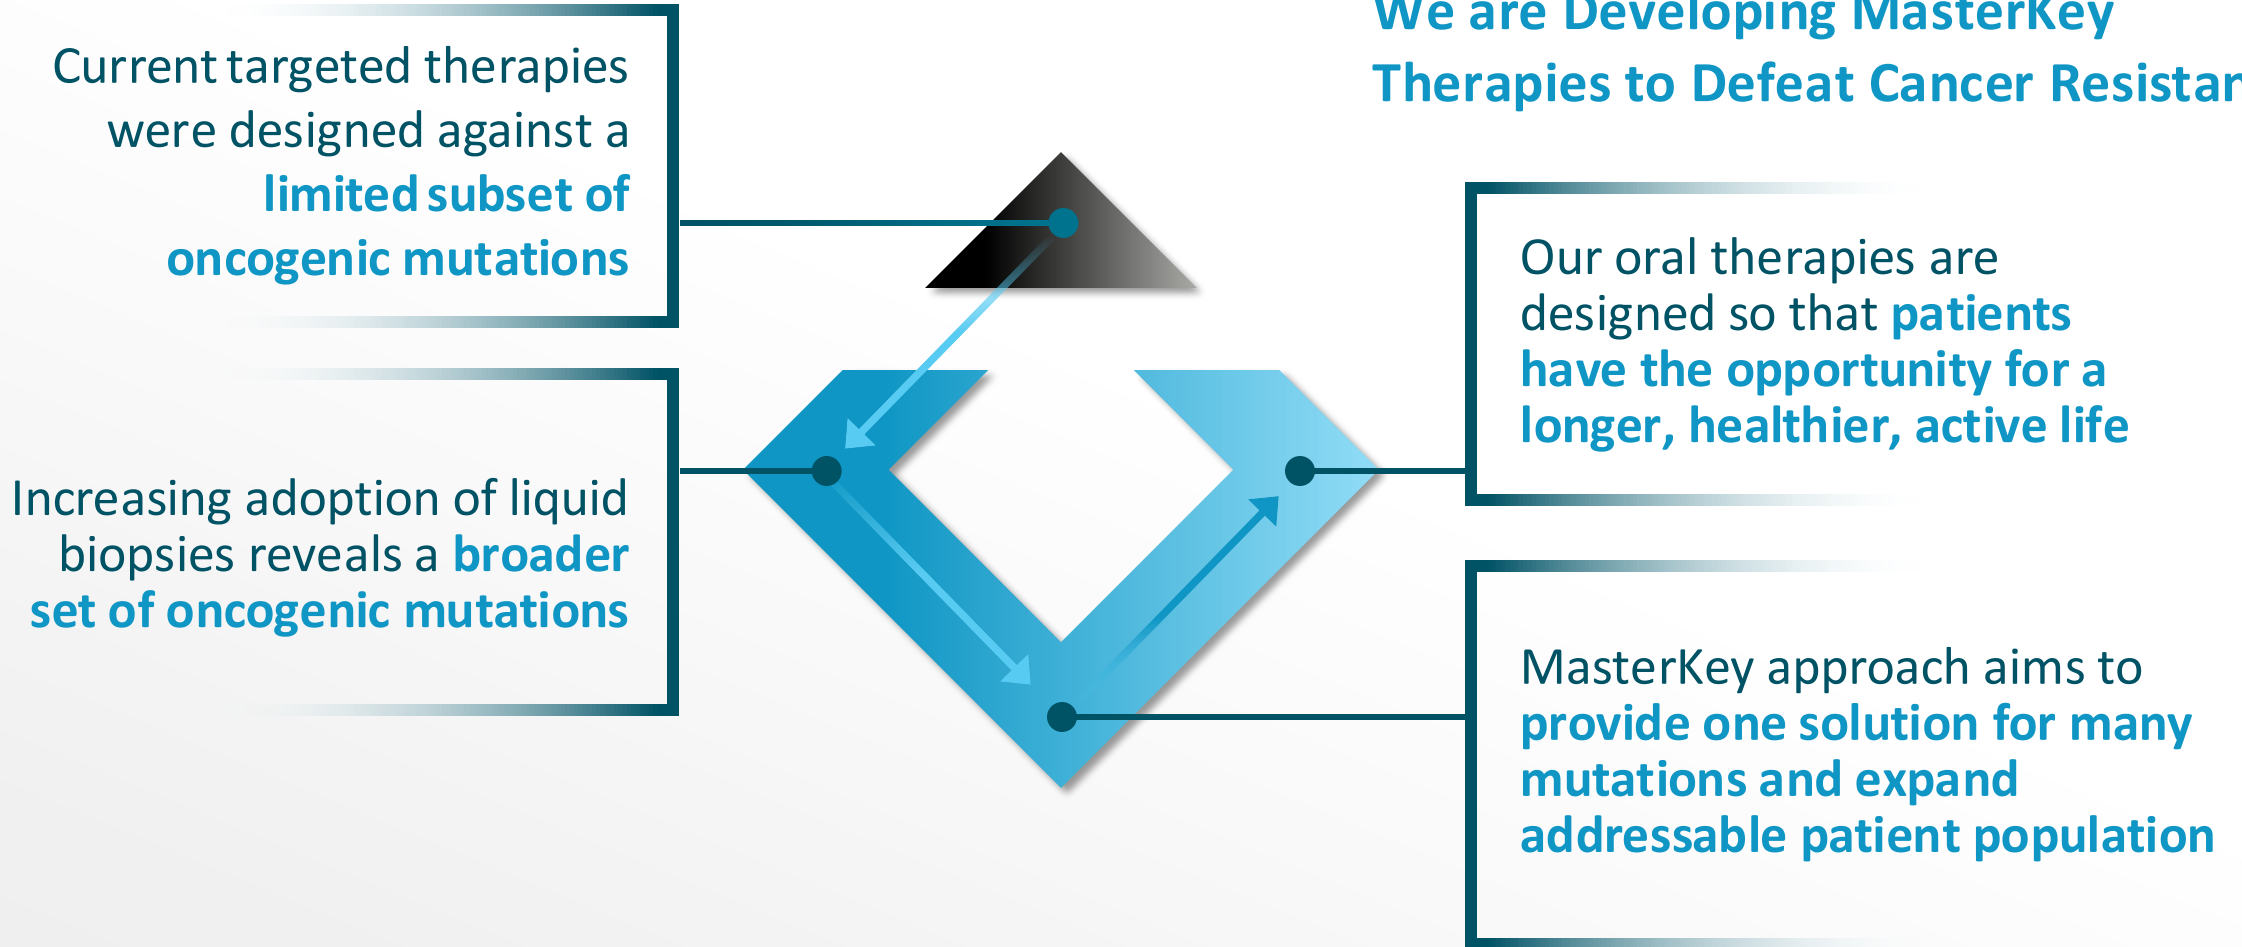 We are Developing MasterKey
Therapies to Defeat Cancer
Current targeted therapies
were designed against a
limited subset of
oncogenic mutations
Increasing adoption of liquid
biopsies reveals a broader
set of oncogenic mutations
Our oral therapies are
designed so that patients
have the opportunity for a
longer, healthier, active life
MasterKey approach aims to
provide one solution for many
mutations and expand
addressable patient population